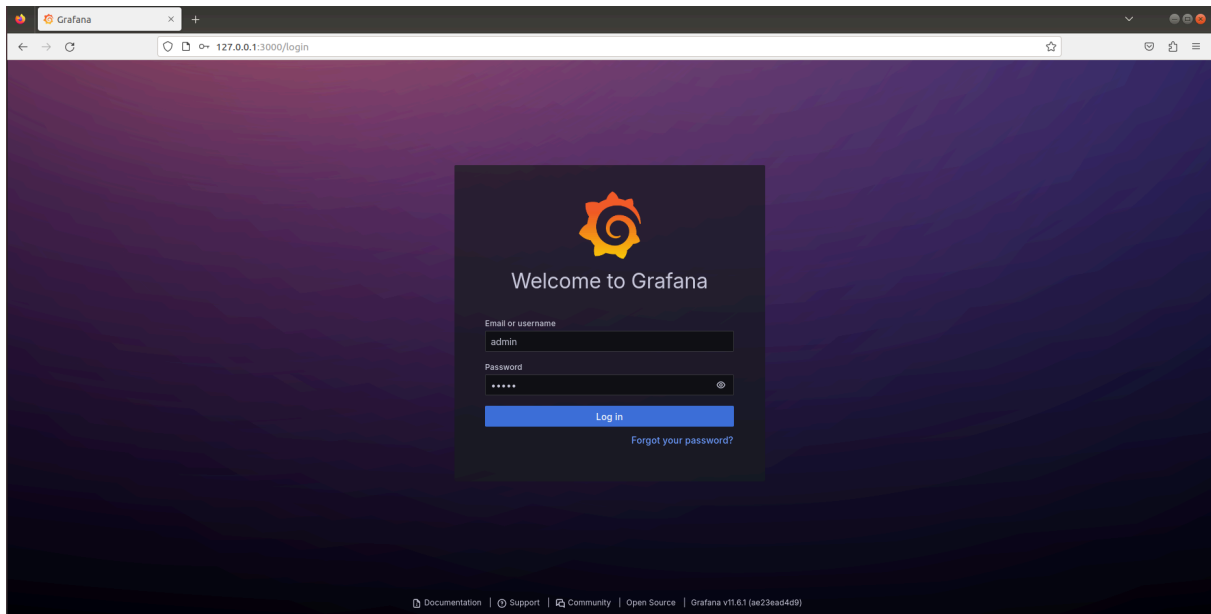 Grafana
127.0.0.1:3000/login
Welcome to Grafana
Email or username
admin
Password
•••••
Log in
Forgot your password?
Documentation | Support | Community | Open Source | Grafana v11.6.1 (ae23ead4d9)